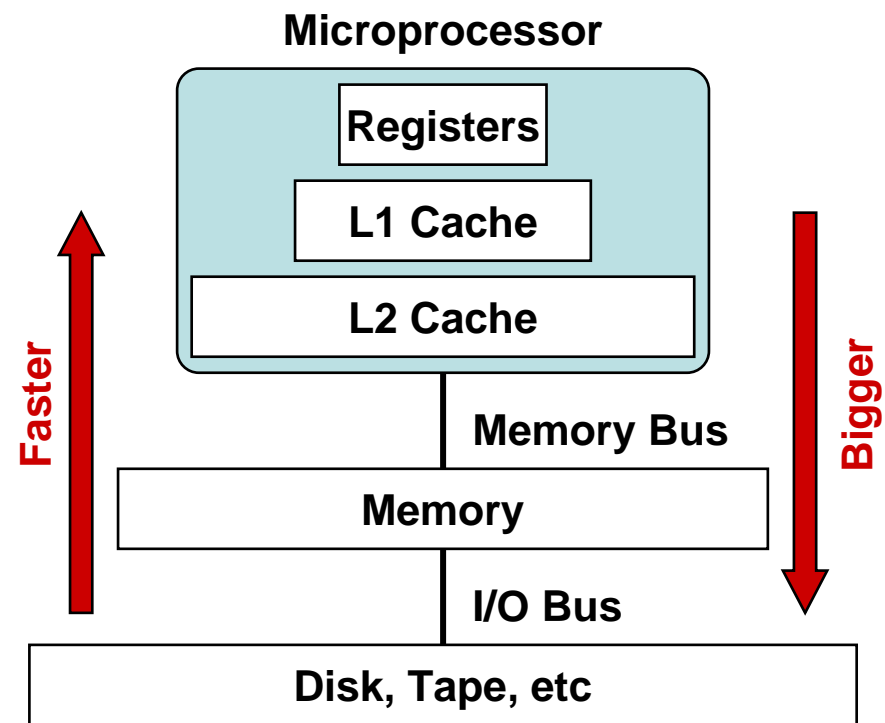 Microprocessor
Registers
L1 Cache
L2 Cache
Faster
Bigger
Memory Bus
Memory
I/O Bus
Disk, Tape, etc